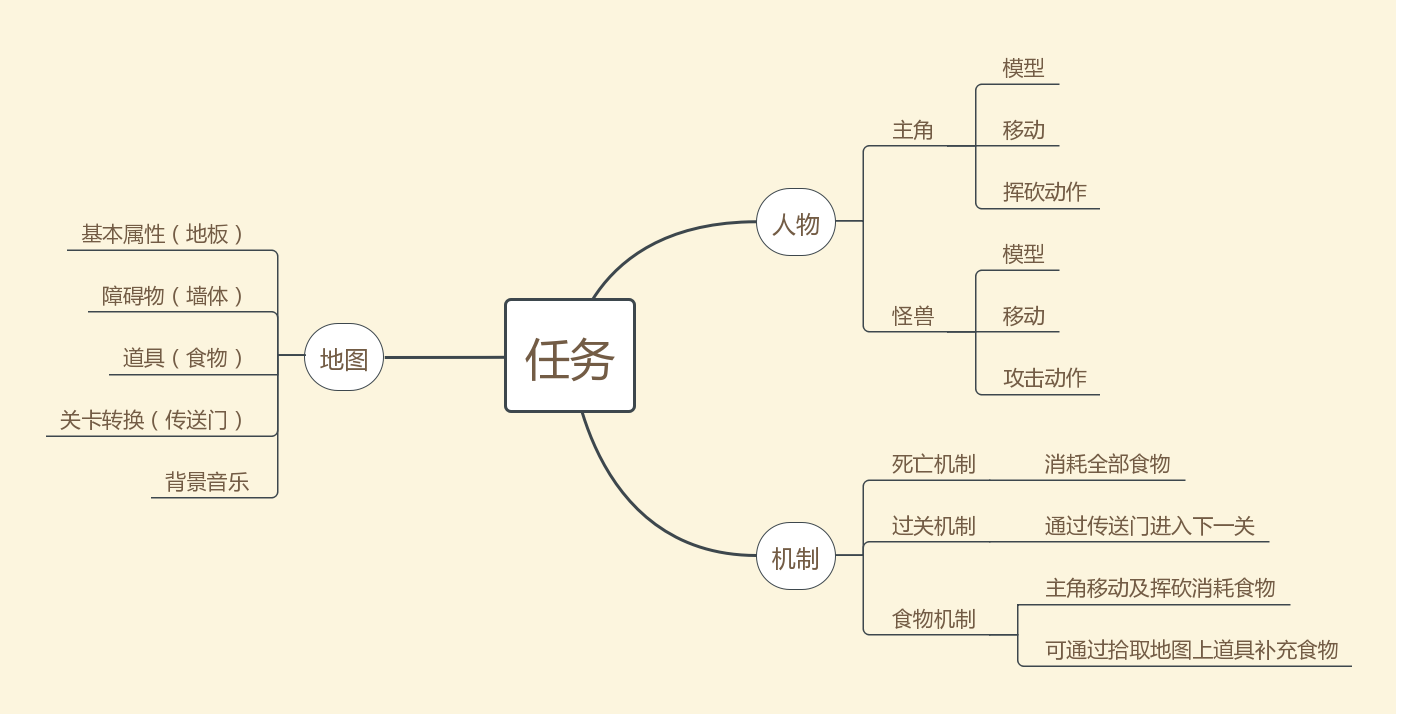 任务
人物
主角
模型
移动
挥砍动作
怪兽
模型
移动
攻击动作
机制
死亡机制
消耗全部食物
过关机制
通过传送门进入下一关
食物机制
主角移动及挥砍消耗食物
可通过拾取地图上道具补充食物
地图
基本属性（地板）
障碍物（墙体）
道具（食物）
关卡转换（传送门）
背景音乐